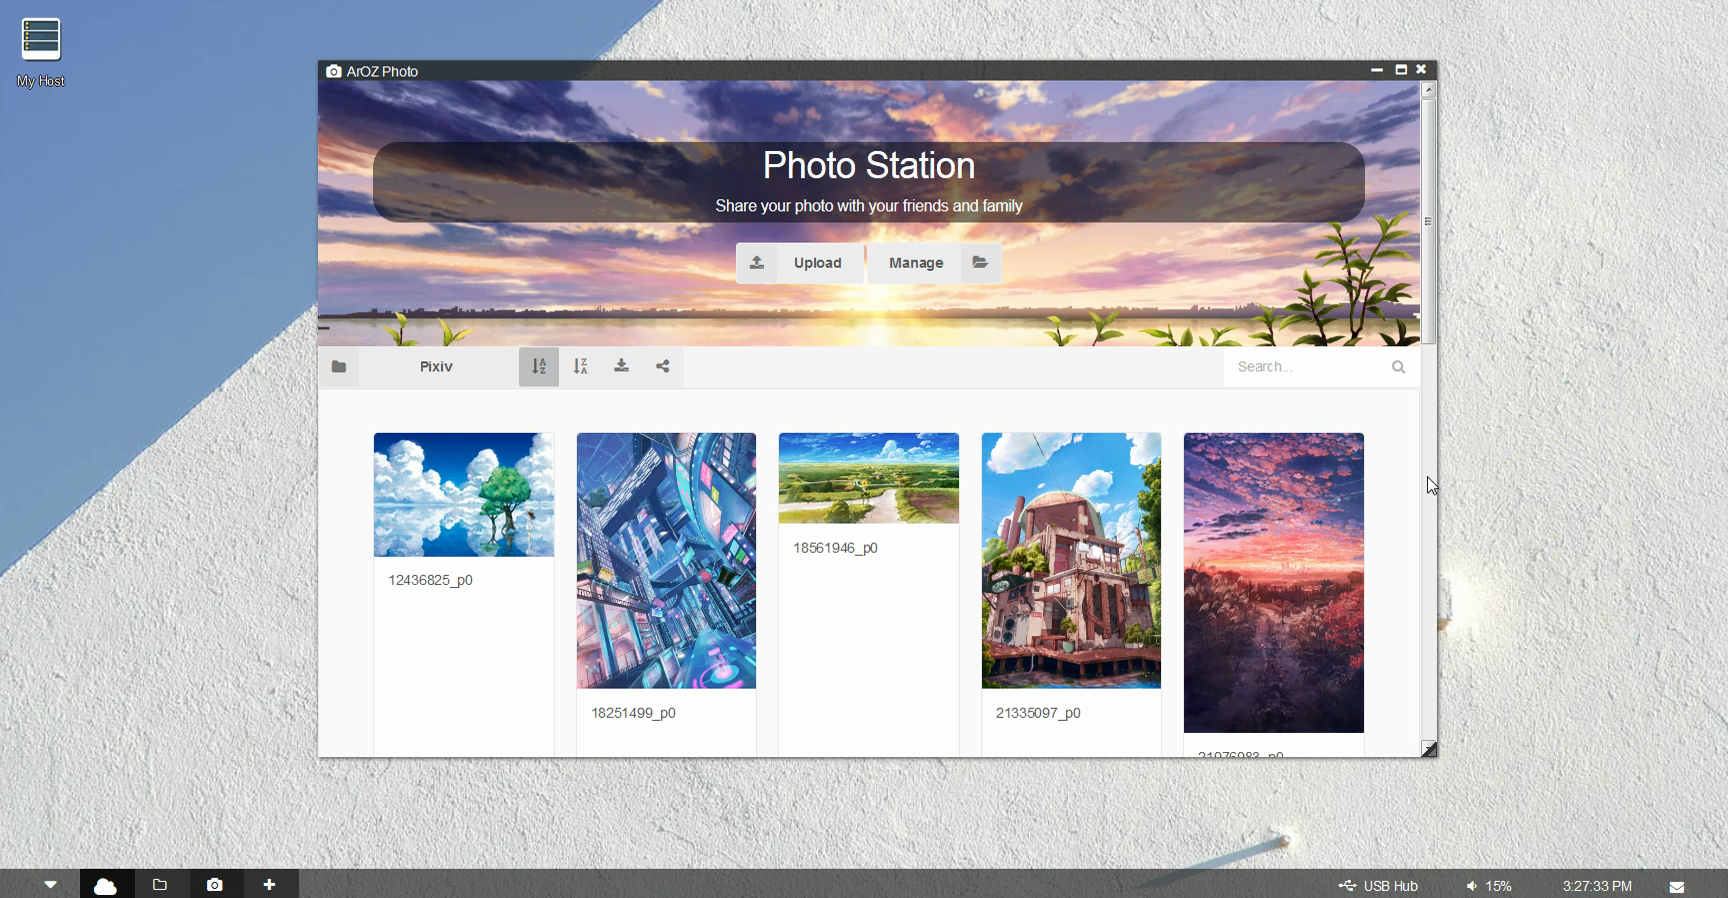 My Host
ArOZ Photo
Photo Station
Share your photo with your friends and family
Upload
Manage
Pixiv
Search...
12436825_p0
18251499_p0
18561946_p0
21335097_p0
21976983_p0
USB Hub
15%
3:27:33 PM